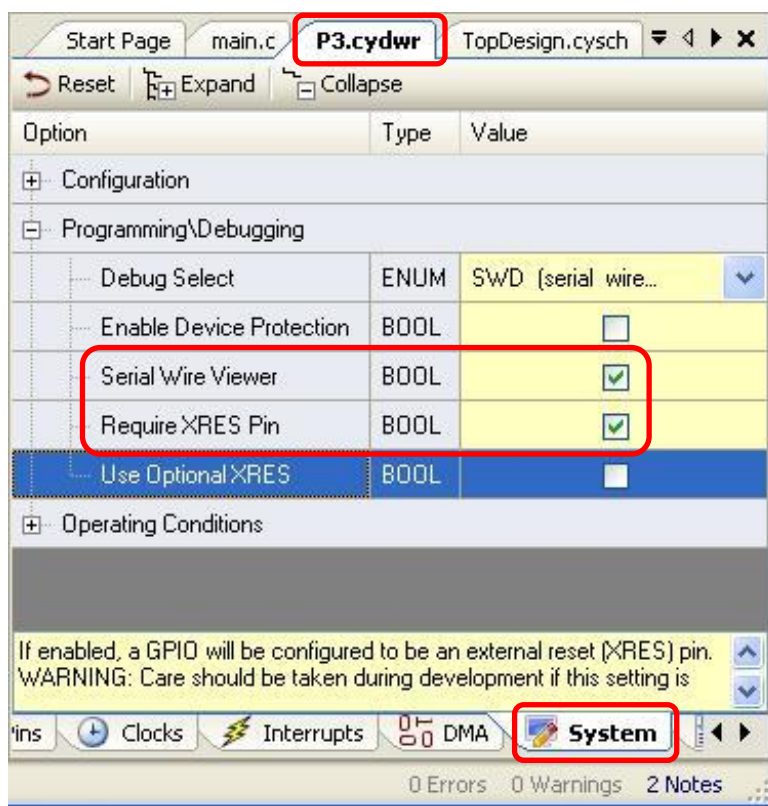 Start Page main.c P3.cydwr TopDesign.cysch
Reset Expand Collapse
Option Type Value
Configuration
Programming\Debugging
Debug Select ENUM SWD (serial wire...
Enable Device Protection BOOL
Serial Wire Viewer BOOL
Require XRES Pin BOOL
Use Optional XRES BOOL
Operating Conditions
If enabled, a GPIO will be configured to be an external reset (XRES) pin.
WARNING: Care should be taken during development if this setting is
ins Clocks Interrupts DMA System
0 Errors 0 Warnings 2 Notes